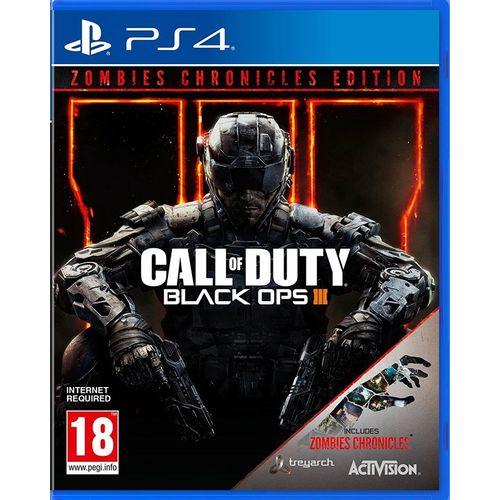 PS4
ZOMBIES CHRONICLES EDITION
CALL OF DUTY
BLACK OPS III
INTERNET
REQUIRED
18
www.pegi.info
INCLUDES
ZOMBIES CHRONICLES
treyarch
ACTIVISION